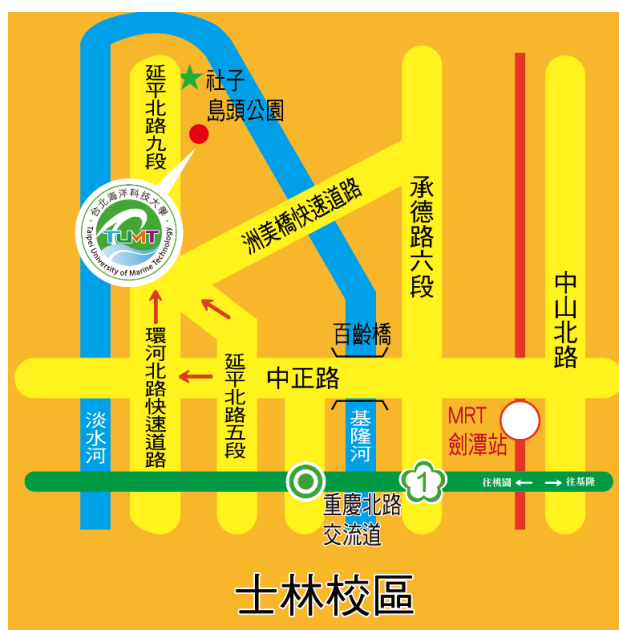 延平北路九段
社子
島頭公園
台北海洋科技大學
TUMT
Taipei University of Marine Technology
洲美橋快速道路
承德路六段
中山北路
百齡橋
中正路
環河北路快速道路
延平北路五段
淡水河
基隆河
MRT
劍潭站
1
往桃園
往基隆
重慶北路
交流道
士林校區